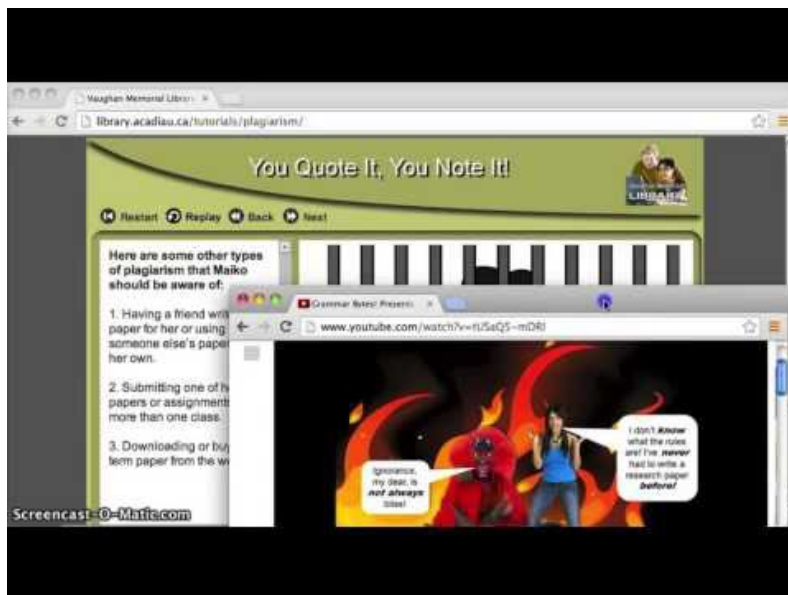 Vaughan Memorial Librar
library.acadiau.ca/tutorials/plagiarism/
You Quote It, You Note It!
LIBRARY
Restart Replay Back Next
Here are some other types
of plagiarism that Maiko
should be aware of:
1. Having a friend writ
paper for her or using
someone else's paper
her own.
2. Submitting one of h
papers or assignment
more than one class.
3. Downloading or buy
term paper from the w
Grammar Bytes! Presents
www.youtube.com/watch?v=
Ignorance,
my dear, is
not always
bliss!
I don't know
what the rules
are! I've never
had to write a
research paper
before!
Screencast-O-Matic.com